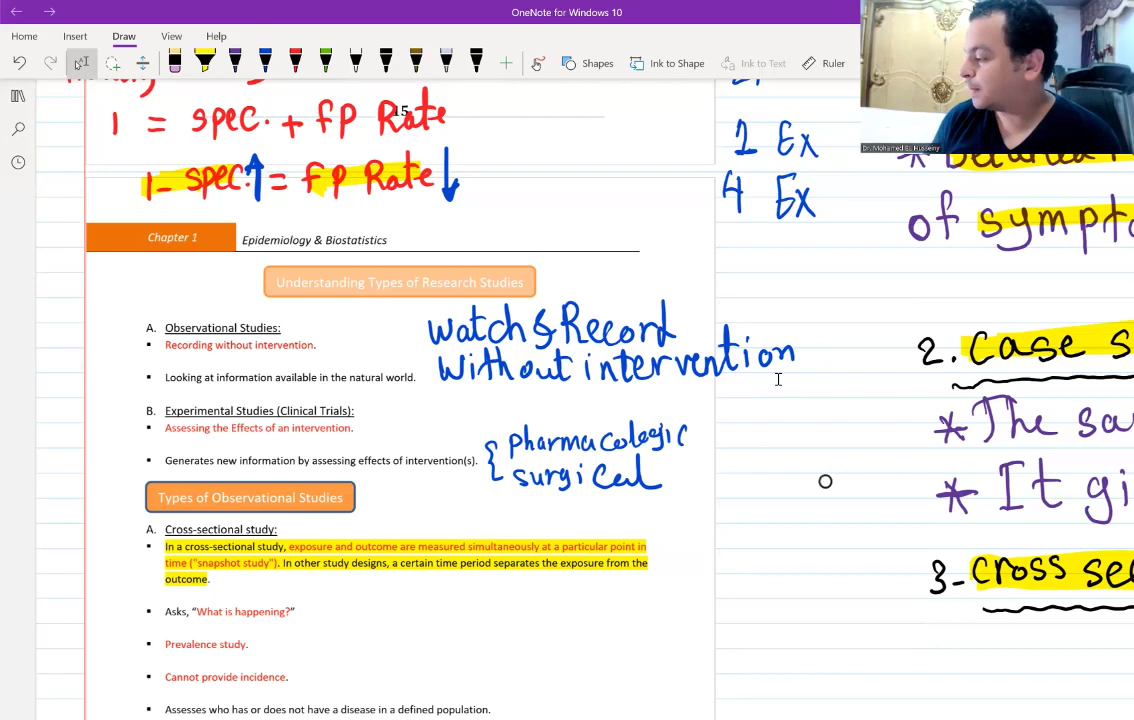 OneNote for Windows 10
Home Insert Draw View Help
Shapes Ink to Shape Ink to Text Ruler
Dr. Mohamed EL Husseiny
15
1 = spec. + fp Rate
1- spec. = fp Rate
1 Ex
4 Ex
of sympto
Chapter 1 Epidemiology & Biostatistics
Understanding Types of Research Studies
A. Observational Studies:
▪ Recording without intervention.
watch & Record
without intervention
▪ Looking at information available in the natural world.
B. Experimental Studies (Clinical Trials):
▪ Assessing the Effects of an intervention.
▪ Generates new information by assessing effects of intervention(s).
pharmacologic
surgical
Types of Observational Studies
A. Cross-sectional study:
▪ In a cross-sectional study, exposure and outcome are measured simultaneously at a particular point in
time ("snapshot study"). In other study designs, a certain time period separates the exposure from the
outcome.
▪ Asks, “What is happening?”
▪ Prevalence study.
▪ Cannot provide incidence.
▪ Assesses who has or does not have a disease in a defined population.
2. Case s
* The sa
* It gi
3- cross sec